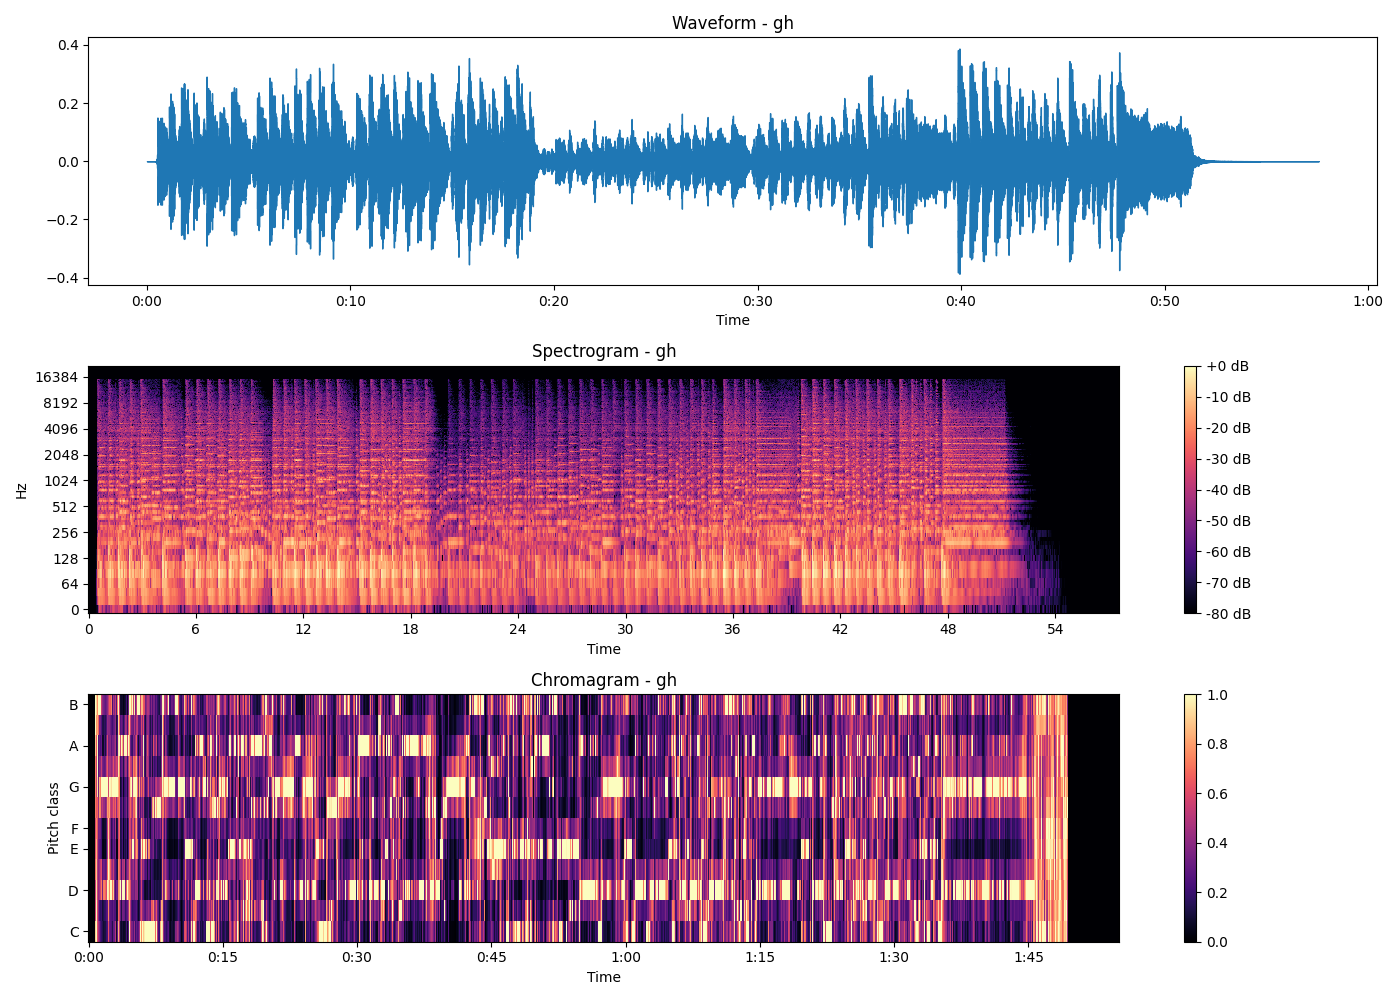 Waveform - gh
0.4
0.2
0.0
−0.2
−0.4
0:00 0:10 0:20 0:30 0:40 0:50 1:00
Time
Spectrogram - gh
Hz
16384
8192
4096
2048
1024
512
256
128
64
0
0 6 12 18 24 30 36 42 48 54
Time
+0 dB
-10 dB
-20 dB
-30 dB
-40 dB
-50 dB
-60 dB
-70 dB
-80 dB
Chromagram - gh
Pitch class
B
A
G
F
E
D
C
0:00 0:15 0:30 0:45 1:00 1:15 1:30 1:45
Time
1.0
0.8
0.6
0.4
0.2
0.0